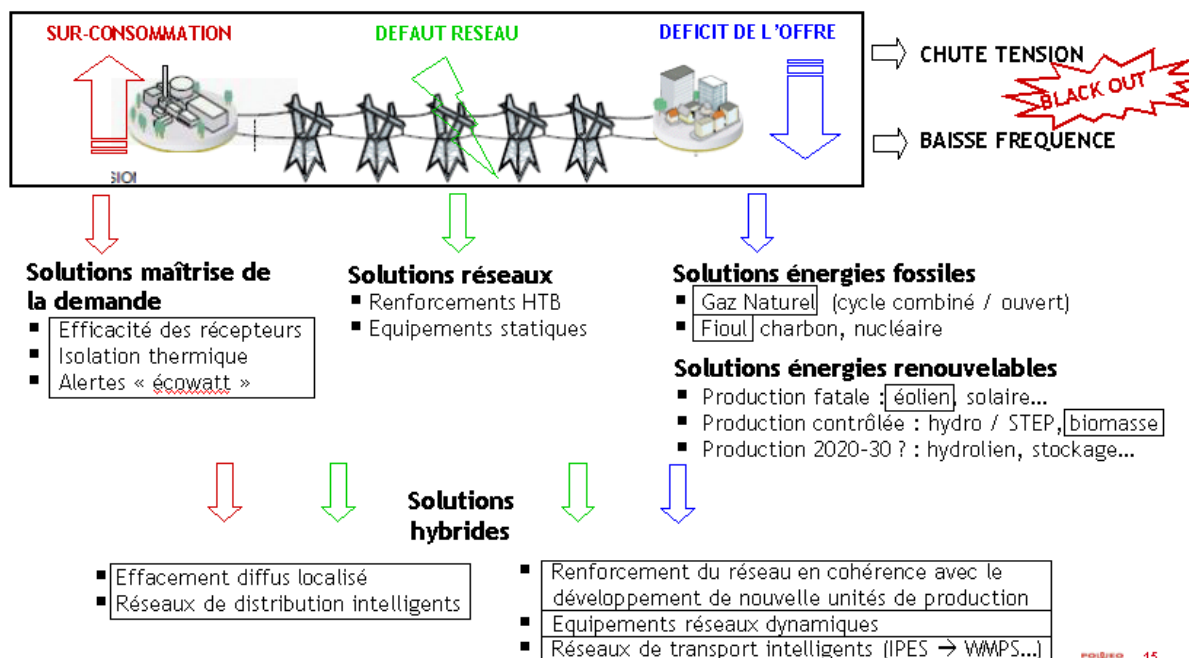 SUR-CONSOMMATION
DEFAUT RESEAU
DEFICIT DE L'OFFRE
CHUTE TENSION
BLACK OUT
BAISSE FREQUENCE
Solutions maîtrise de
la demande
▪ Efficacité des récepteurs
▪ Isolation thermique
▪ Alertes « écowatt »
Solutions réseaux
▪ Renforcements HTB
▪ Equipements statiques
Solutions énergies fossiles
▪ Gaz Naturel (cycle combiné / ouvert)
▪ Fioul charbon, nucléaire
Solutions énergies renouvelables
▪ Production fatale : éolien, solaire...
▪ Production contrôlée : hydro / STEP, biomasse
▪ Production 2020-30 ? : hydrolien, stockage...
Solutions
hybrides
▪ Effacement diffus localisé
▪ Réseaux de distribution intelligents
▪ Renforcement du réseau en cohérence avec le
développement de nouvelle unités de production
▪ Equipements réseaux dynamiques
▪ Réseaux de transport intelligents (IPES → WMPS...)
15